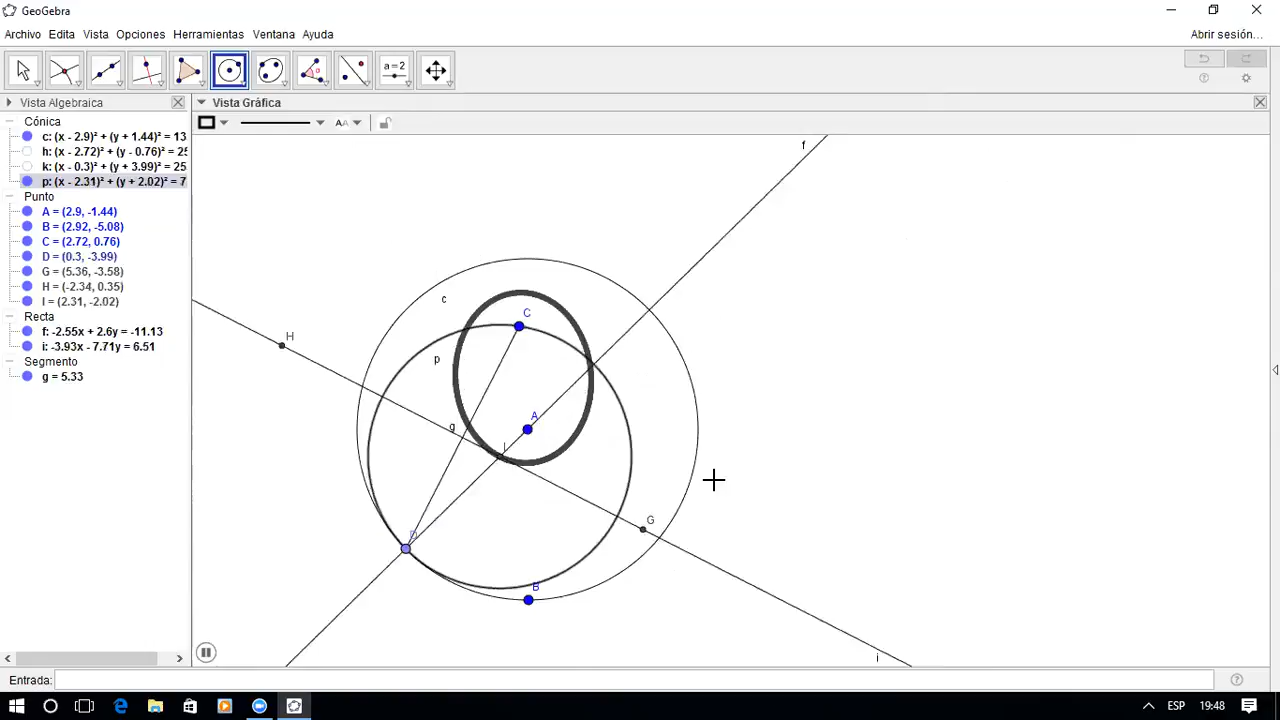 GeoGebra
Archivo Edita Vista Opciones Herramientas Ventana Ayuda
Abrir sesión...
a = 2
Vista Algebraica
Vista Gráfica
AA
Cónica
c: (x - 2.9)² + (y + 1.44)² = 13
h: (x - 2.72)² + (y - 0.76)² = 25
k: (x - 0.3)² + (y + 3.99)² = 25
p: (x - 2.31)² + (y + 2.02)² = 7
Punto
A = (2.9, -1.44)
B = (2.92, -5.08)
C = (2.72, 0.76)
D = (0.3, -3.99)
G = (5.36, -3.58)
H = (-2.34, 0.35)
I = (2.31, -2.02)
Recta
f: -2.55x + 2.6y = -11.13
i: -3.93x - 7.71y = 6.51
Segmento
g = 5.33
f
c
C
H
p
A
g
I
G
D
B
i
Entrada:
ESP 19:48